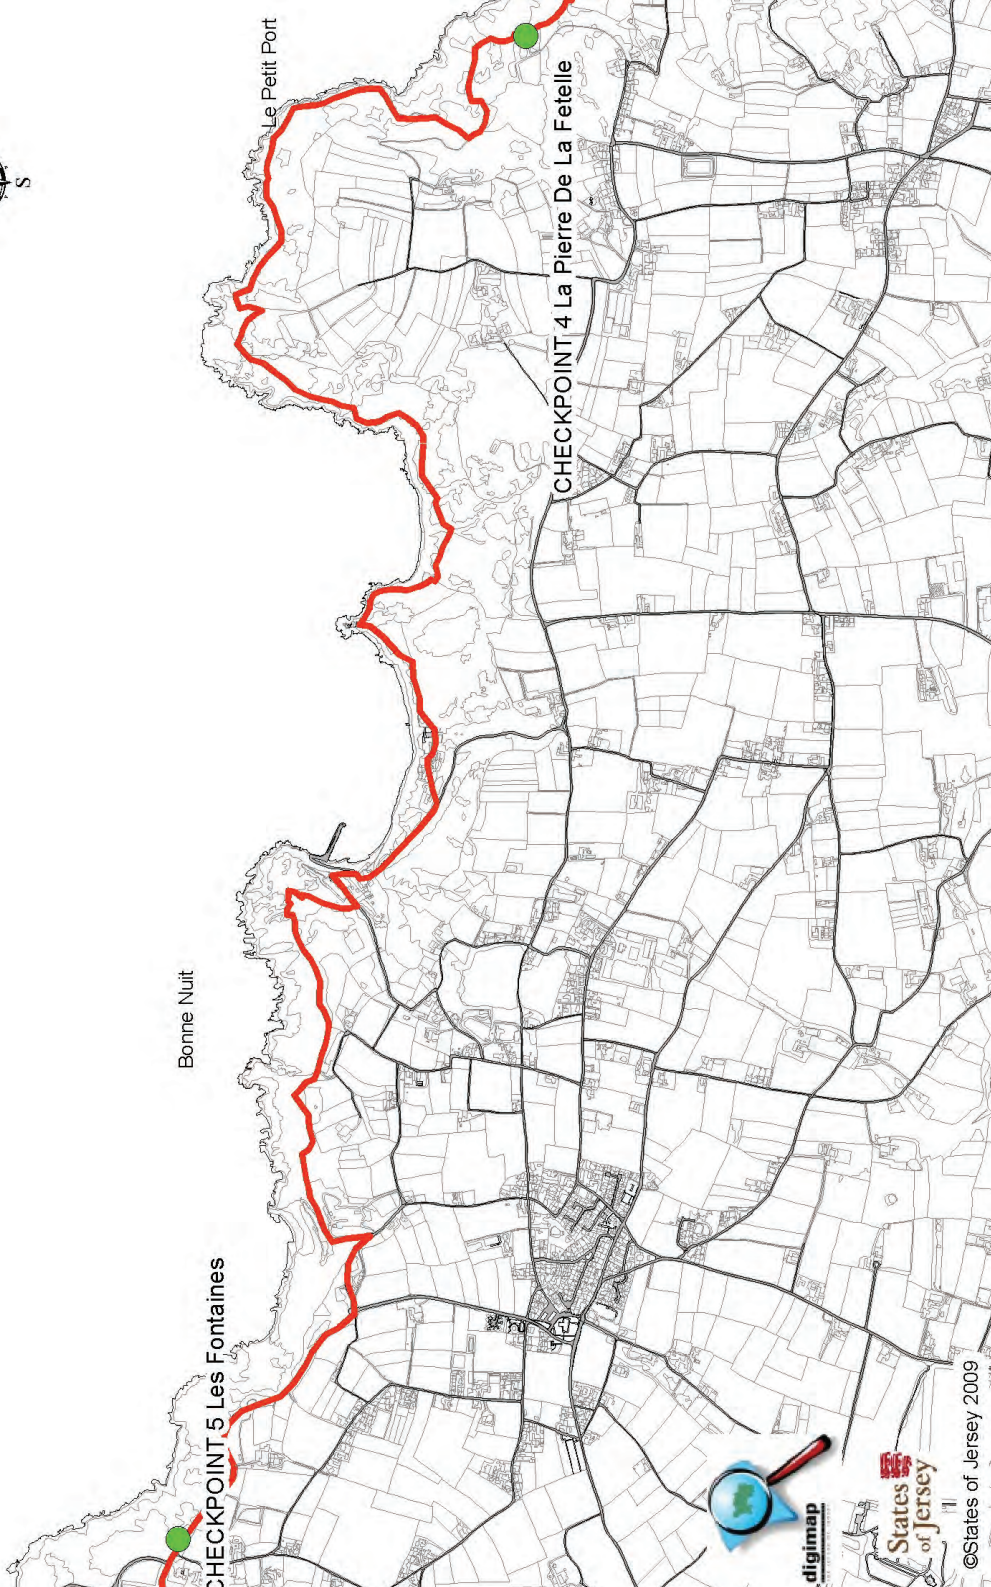 S
Le Petit Port
CHECKPOINT 4 La Pierre De La Fetelle
Bonne Nuit
CHECKPOINT 5 Les Fontaines
digimap
States
of Jersey
©States of Jersey 2009